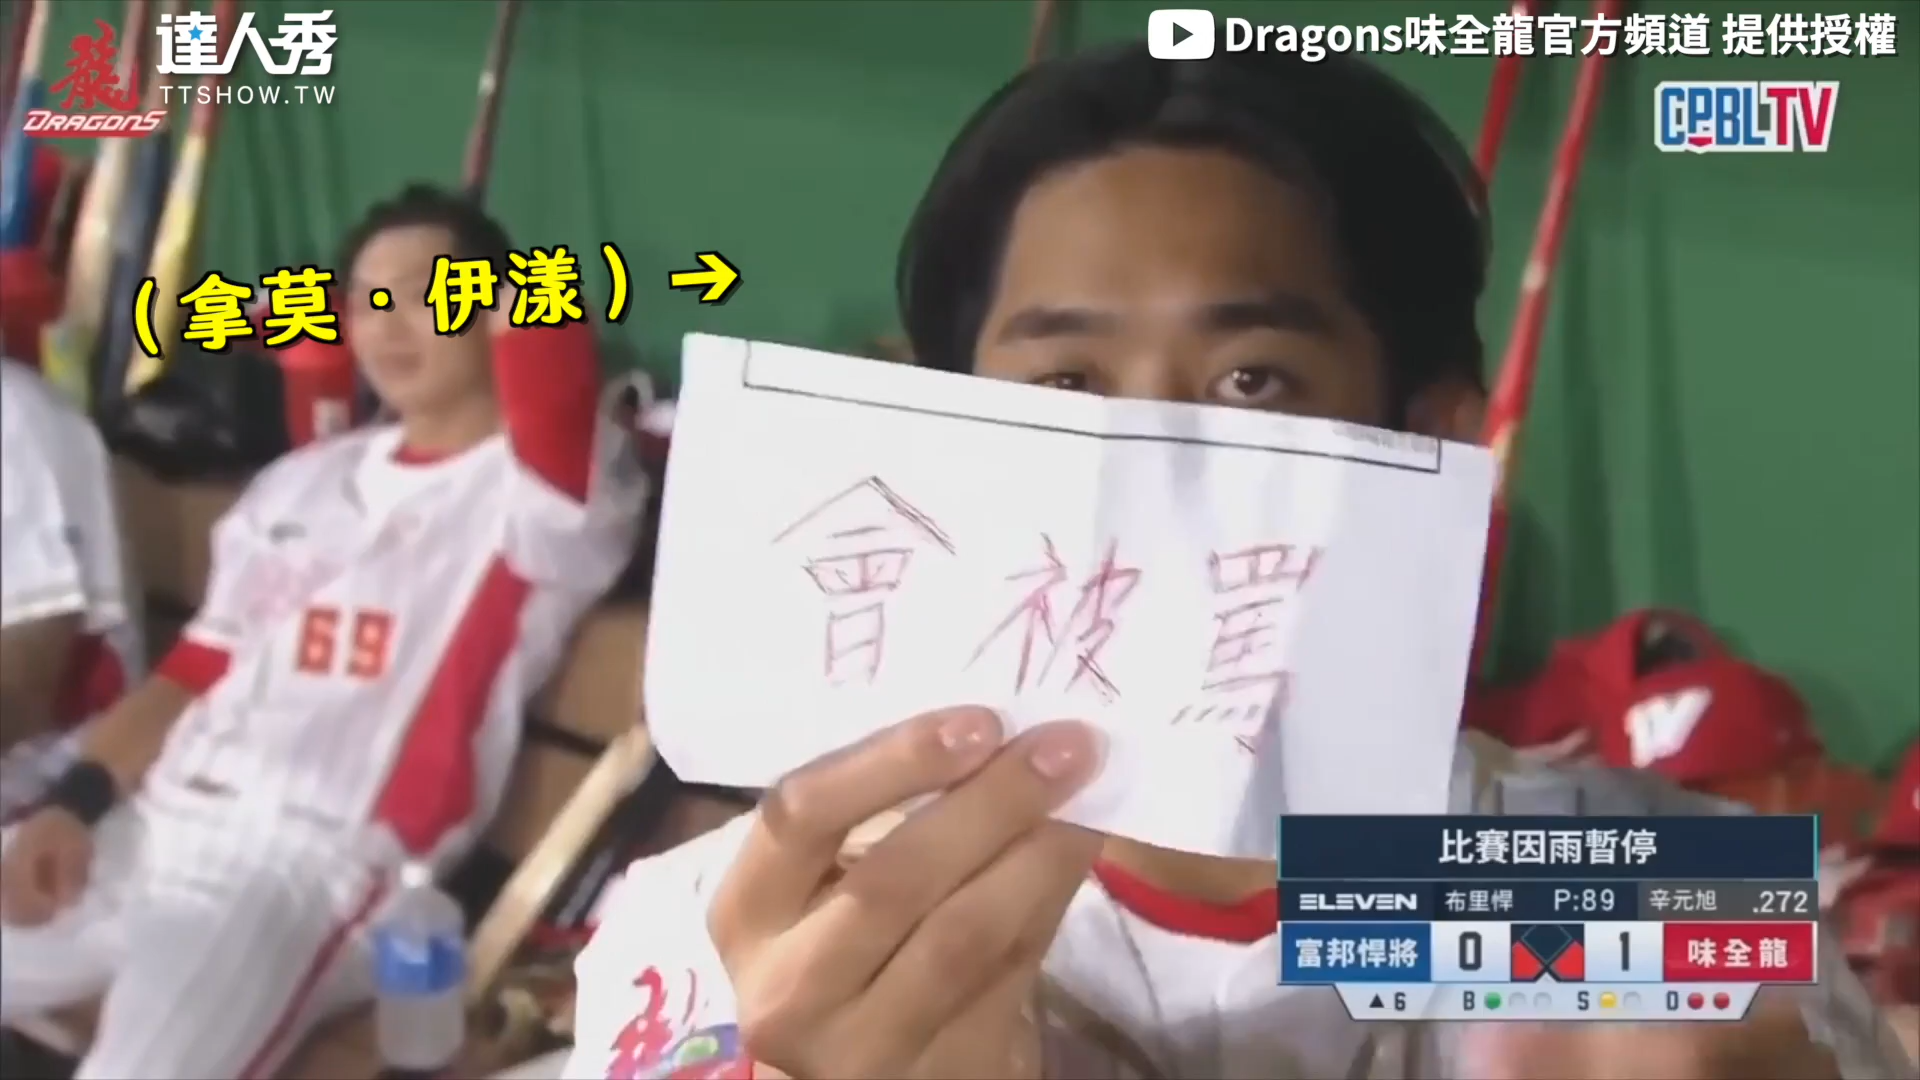 龍
DRAGONS
達人秀
TTSHOW.TW
Dragons味全龍官方頻道 提供授權
CPBLTV
(拿莫·伊漾)→
會被罵
69
W
比賽因雨暫停
ELEVEN 布里悍 P:89 辛元旭 .272
富邦悍將 0 1 味全龍
▲6 B S O